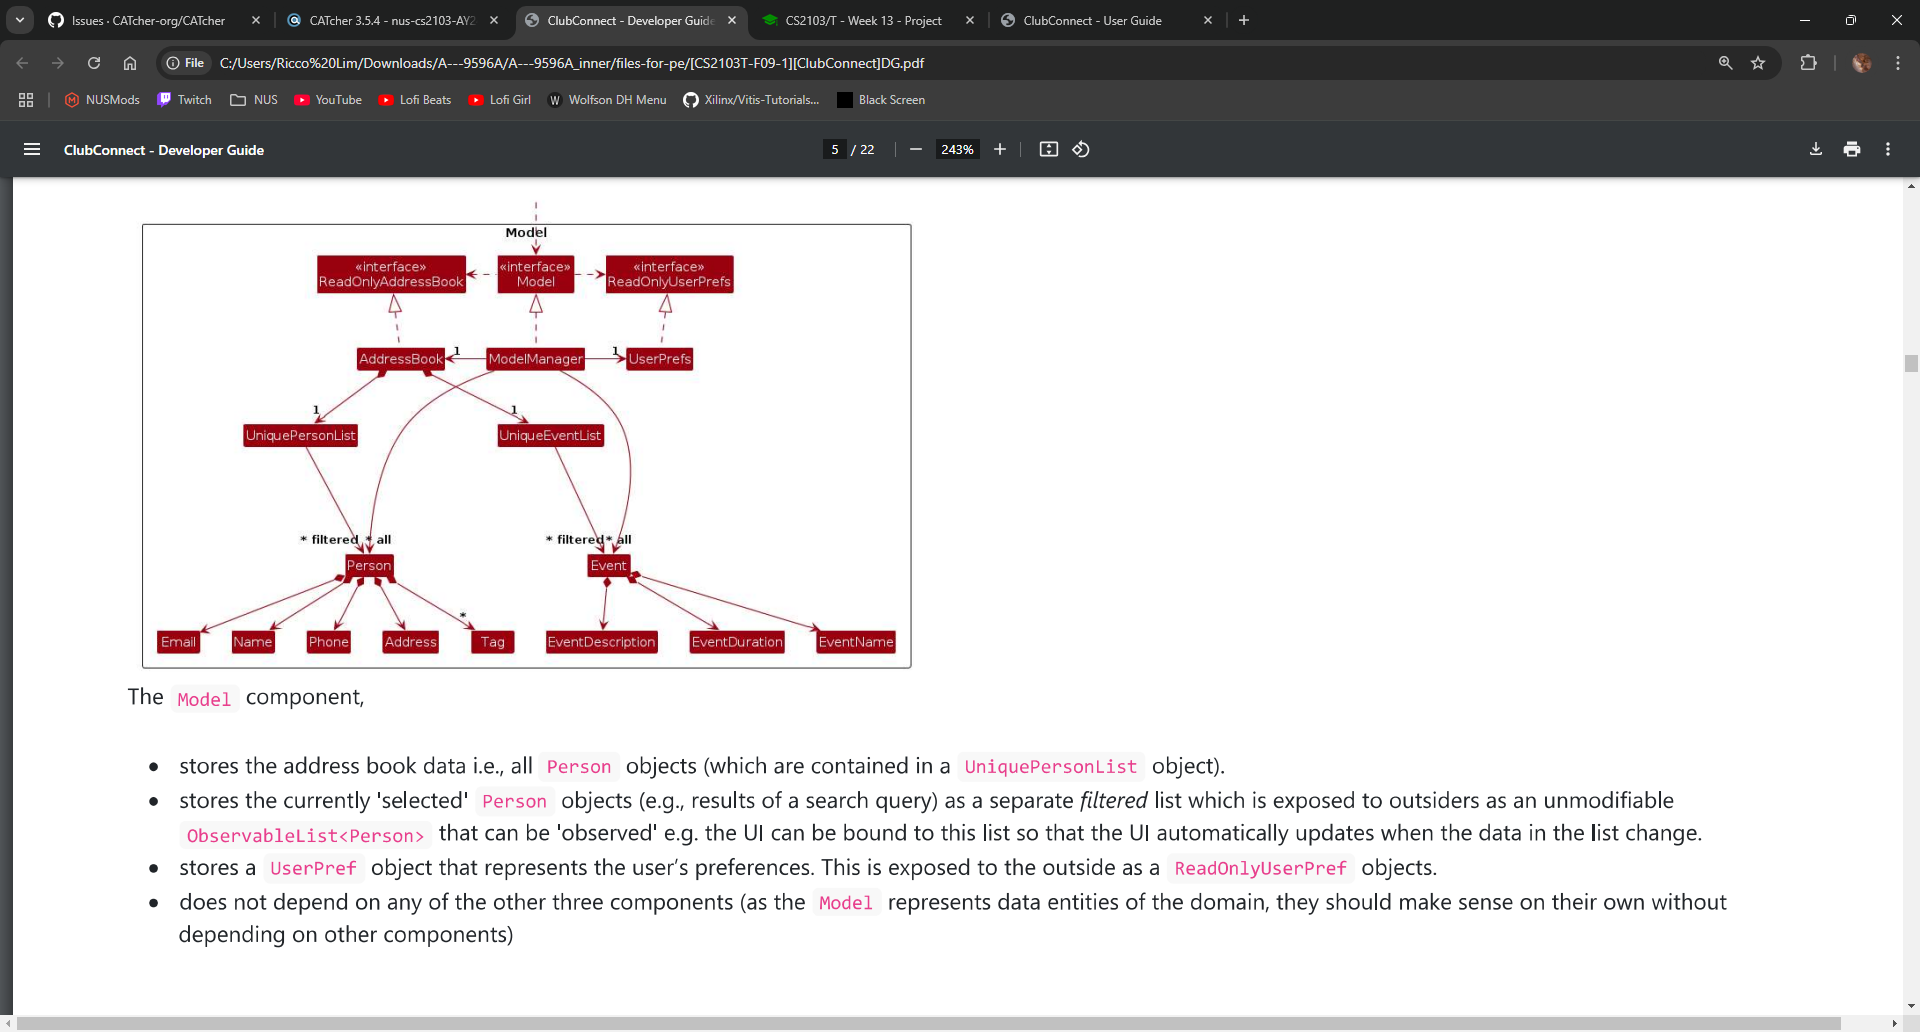 Issues · CATcher-org/CATcher
CATcher 3.5.4 - nus-cs2103-AY2
ClubConnect - Developer Guide
CS2103/T - Week 13 - Project
ClubConnect - User Guide
File C:/Users/Ricco%20Lim/Downloads/A---9596A/A---9596A_inner/files-for-pe/[CS2103T-F09-1][ClubConnect]DG.pdf
NUSMods Twitch NUS YouTube Lofi Beats Lofi Girl Wolfson DH Menu Xilinx/Vitis-Tutorials... Black Screen
ClubConnect - Developer Guide 5 / 22 243%
Model
«interface» «interface» «interface»
ReadOnlyAddressBook Model ReadOnlyUserPrefs
AddressBook 1 ModelManager 1 UserPrefs
1 1
UniquePersonList UniqueEventList
* filtered * all * filtered * all
Person Event
*
Email Name Phone Address Tag EventDescription EventDuration EventName
The Model component,
• stores the address book data i.e., all Person objects (which are contained in a UniquePersonList object).
• stores the currently 'selected' Person objects (e.g., results of a search query) as a separate filtered list which is exposed to outsiders as an unmodifiable
ObservableList<Person> that can be 'observed' e.g. the UI can be bound to this list so that the UI automatically updates when the data in the list change.
• stores a UserPref object that represents the user’s preferences. This is exposed to the outside as a ReadOnlyUserPref objects.
• does not depend on any of the other three components (as the Model represents data entities of the domain, they should make sense on their own without
depending on other components)